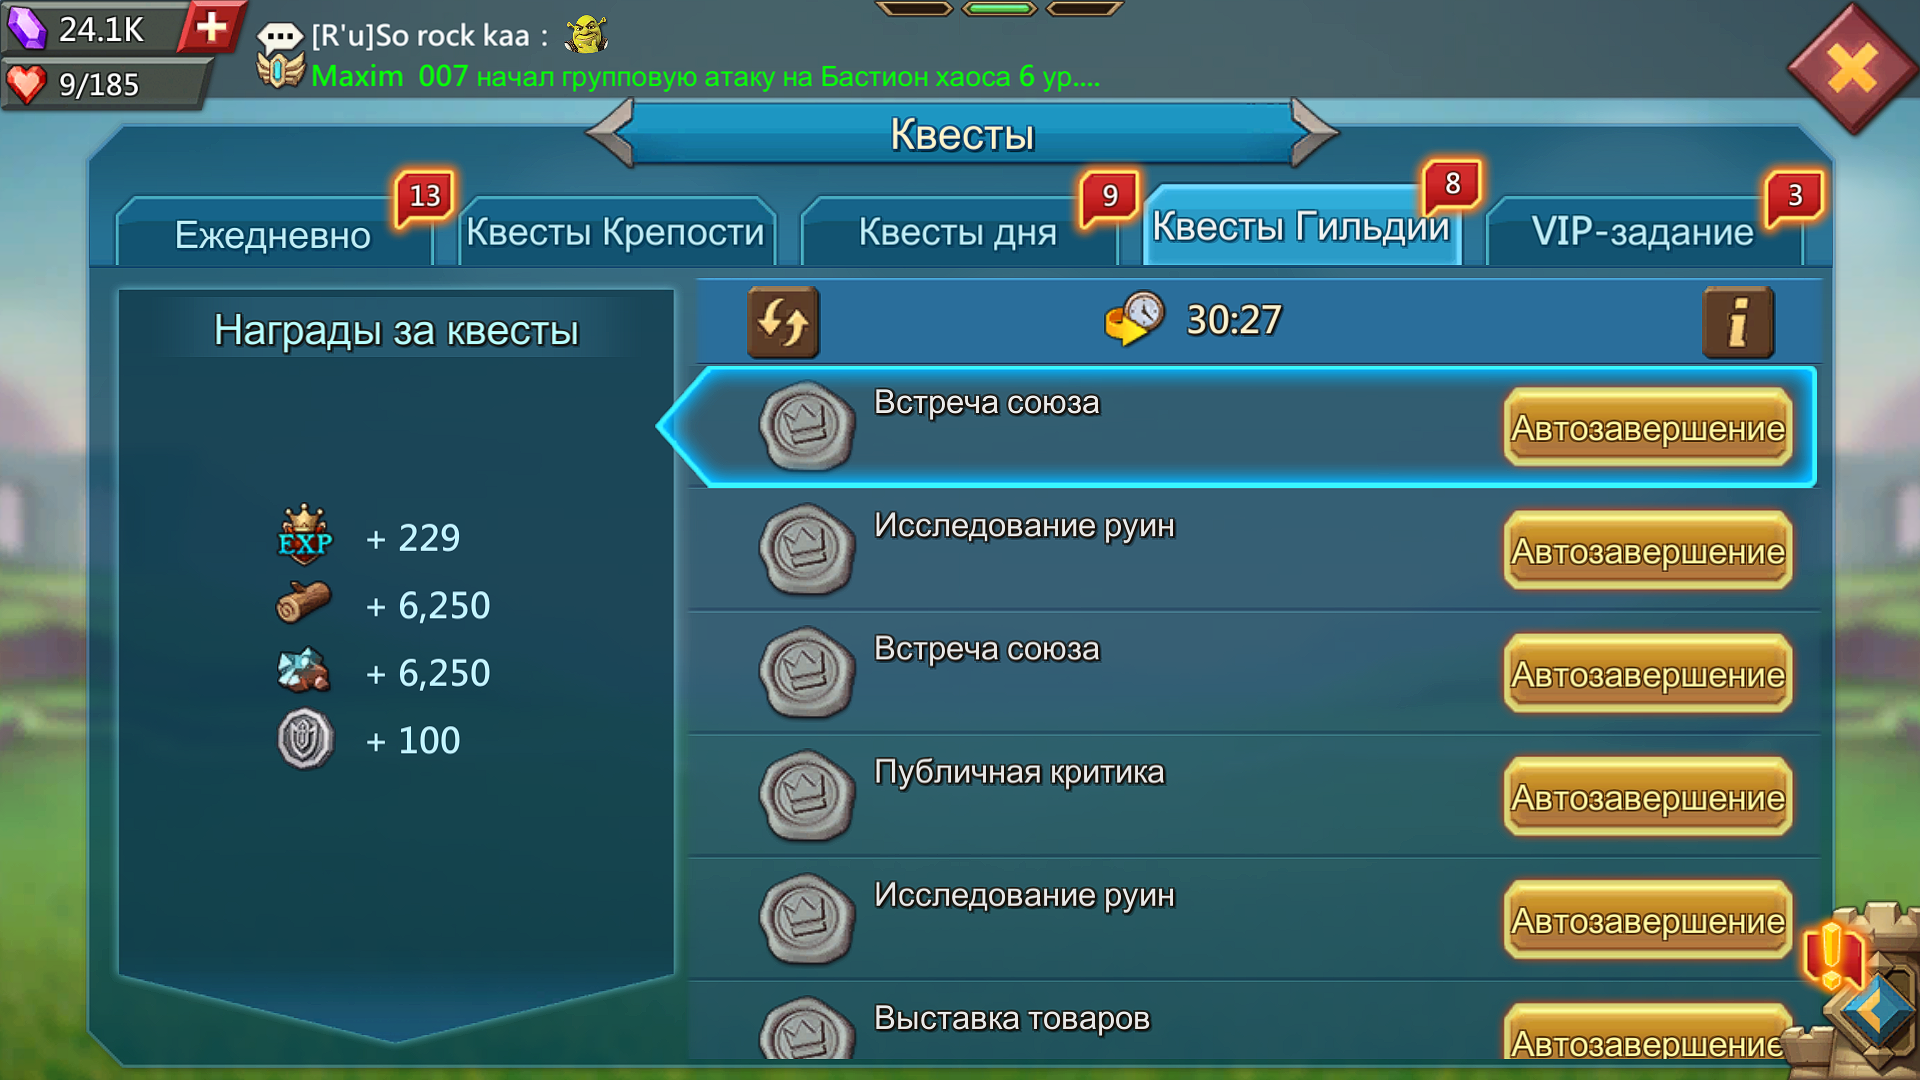 24.1K
9/185
[R'u]So rock kaa :
Maxim 007 начал групповую атаку на Бастион хаоса 6 ур....
Квесты
13
9
8
3
Ежедневно
Квесты Крепости
Квесты дня
Квесты Гильдии
VIP-задание
Награды за квесты
30:27
i
EXP + 229
+ 6,250
+ 6,250
+ 100
Встреча союза
Автозавершение
Исследование руин
Автозавершение
Встреча союза
Автозавершение
Публичная критика
Автозавершение
Исследование руин
Автозавершение
Выставка товаров
Автозавершение